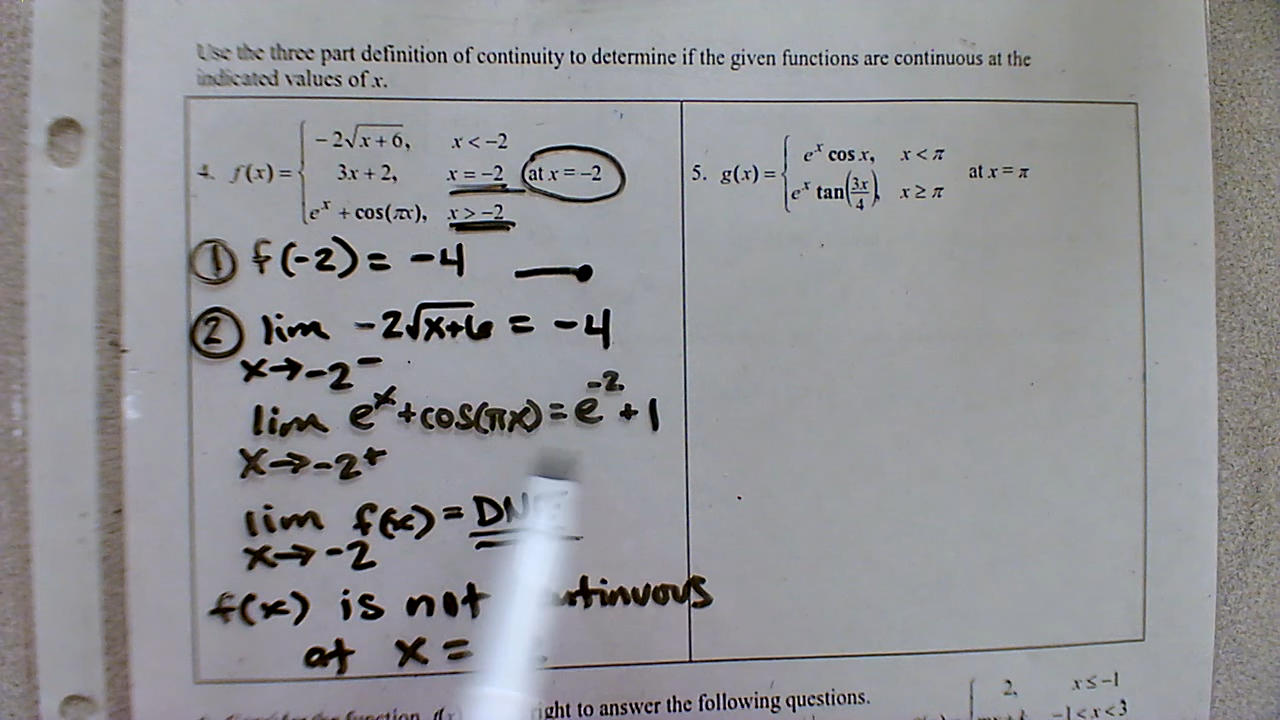 Use the three part definition of continuity to determine if the given functions are continuous at the
indicated values of x.
4. f(x) = { -2√(x+6), x < -2
3x + 2, x = -2 at x = -2
e^x + cos(πx), x > -2
① f(-2) = -4
② lim -2√(x+6) = -4
x→-2⁻
lim e^x + cos(πx) = e^-2 + 1
x→-2⁺
lim f(x) = DN
x→-2
f(x) is not
at x =
5. g(x) = { e^x cos x, x < π
e^x tan(3x/4), x ≥ π
at x = π
the function, right to answer the following questions.
2, x ≤ -1
-1 < x < 3